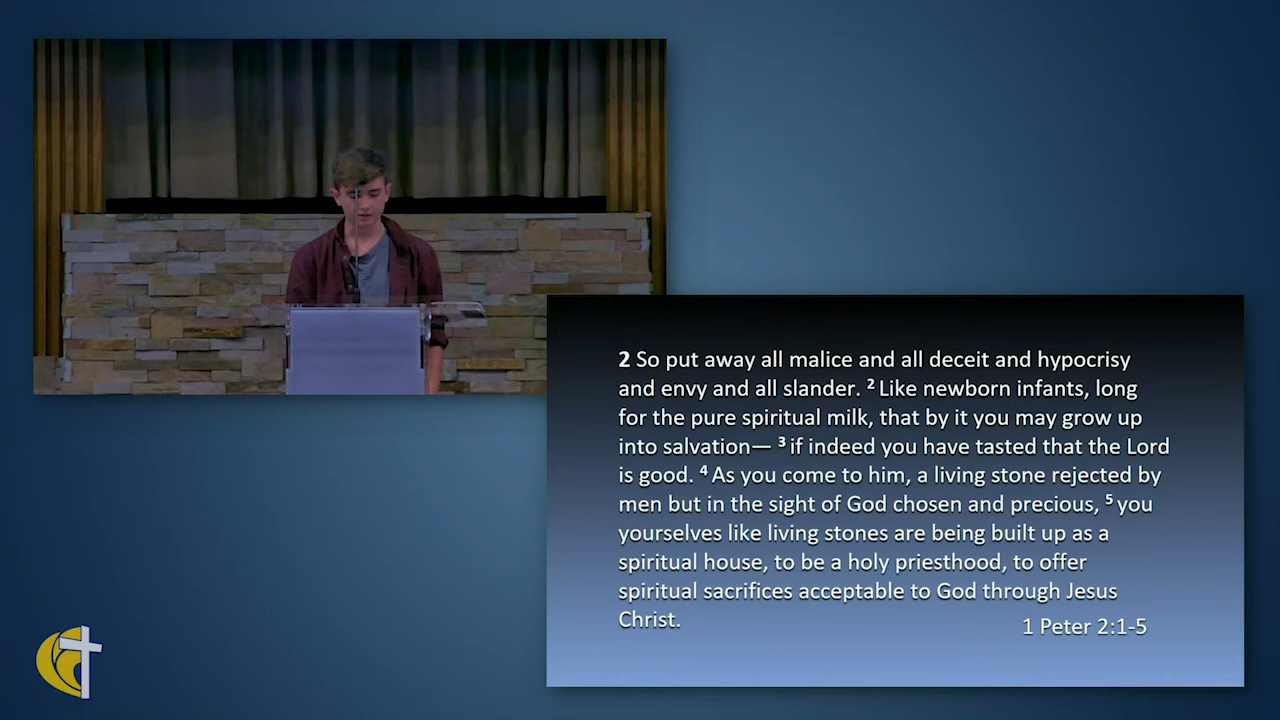 2 So put away all malice and all deceit and hypocrisy
and envy and all slander. 2 Like newborn infants, long
for the pure spiritual milk, that by it you may grow up
into salvation— 3 if indeed you have tasted that the Lord
is good. 4 As you come to him, a living stone rejected by
men but in the sight of God chosen and precious, 5 you
yourselves like living stones are being built up as a
spiritual house, to be a holy priesthood, to offer
spiritual sacrifices acceptable to God through Jesus
Christ.
1 Peter 2:1-5